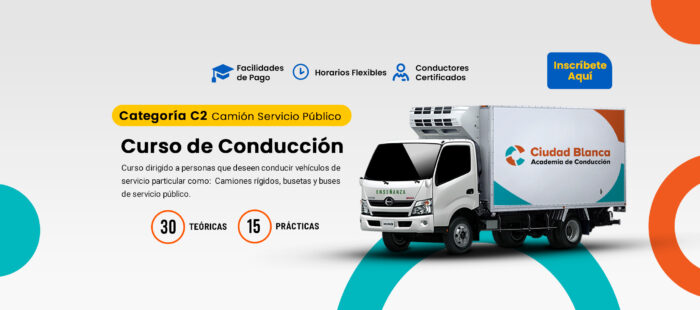 Facilidades
de Pago
Horarios Flexibles
Conductores
Certificados
Inscríbete
Aquí
Categoría C2 Camión Servicio Público
Curso de Conducción
Curso dirigido a personas que deseen conducir vehículos de
servicio particular como: Camiones rígidos, busetas y buses
de servicio público.
30 TEÓRICAS 15 PRÁCTICAS
Ciudad Blanca
Academia de Conducción
ENSEÑANZA
HINO